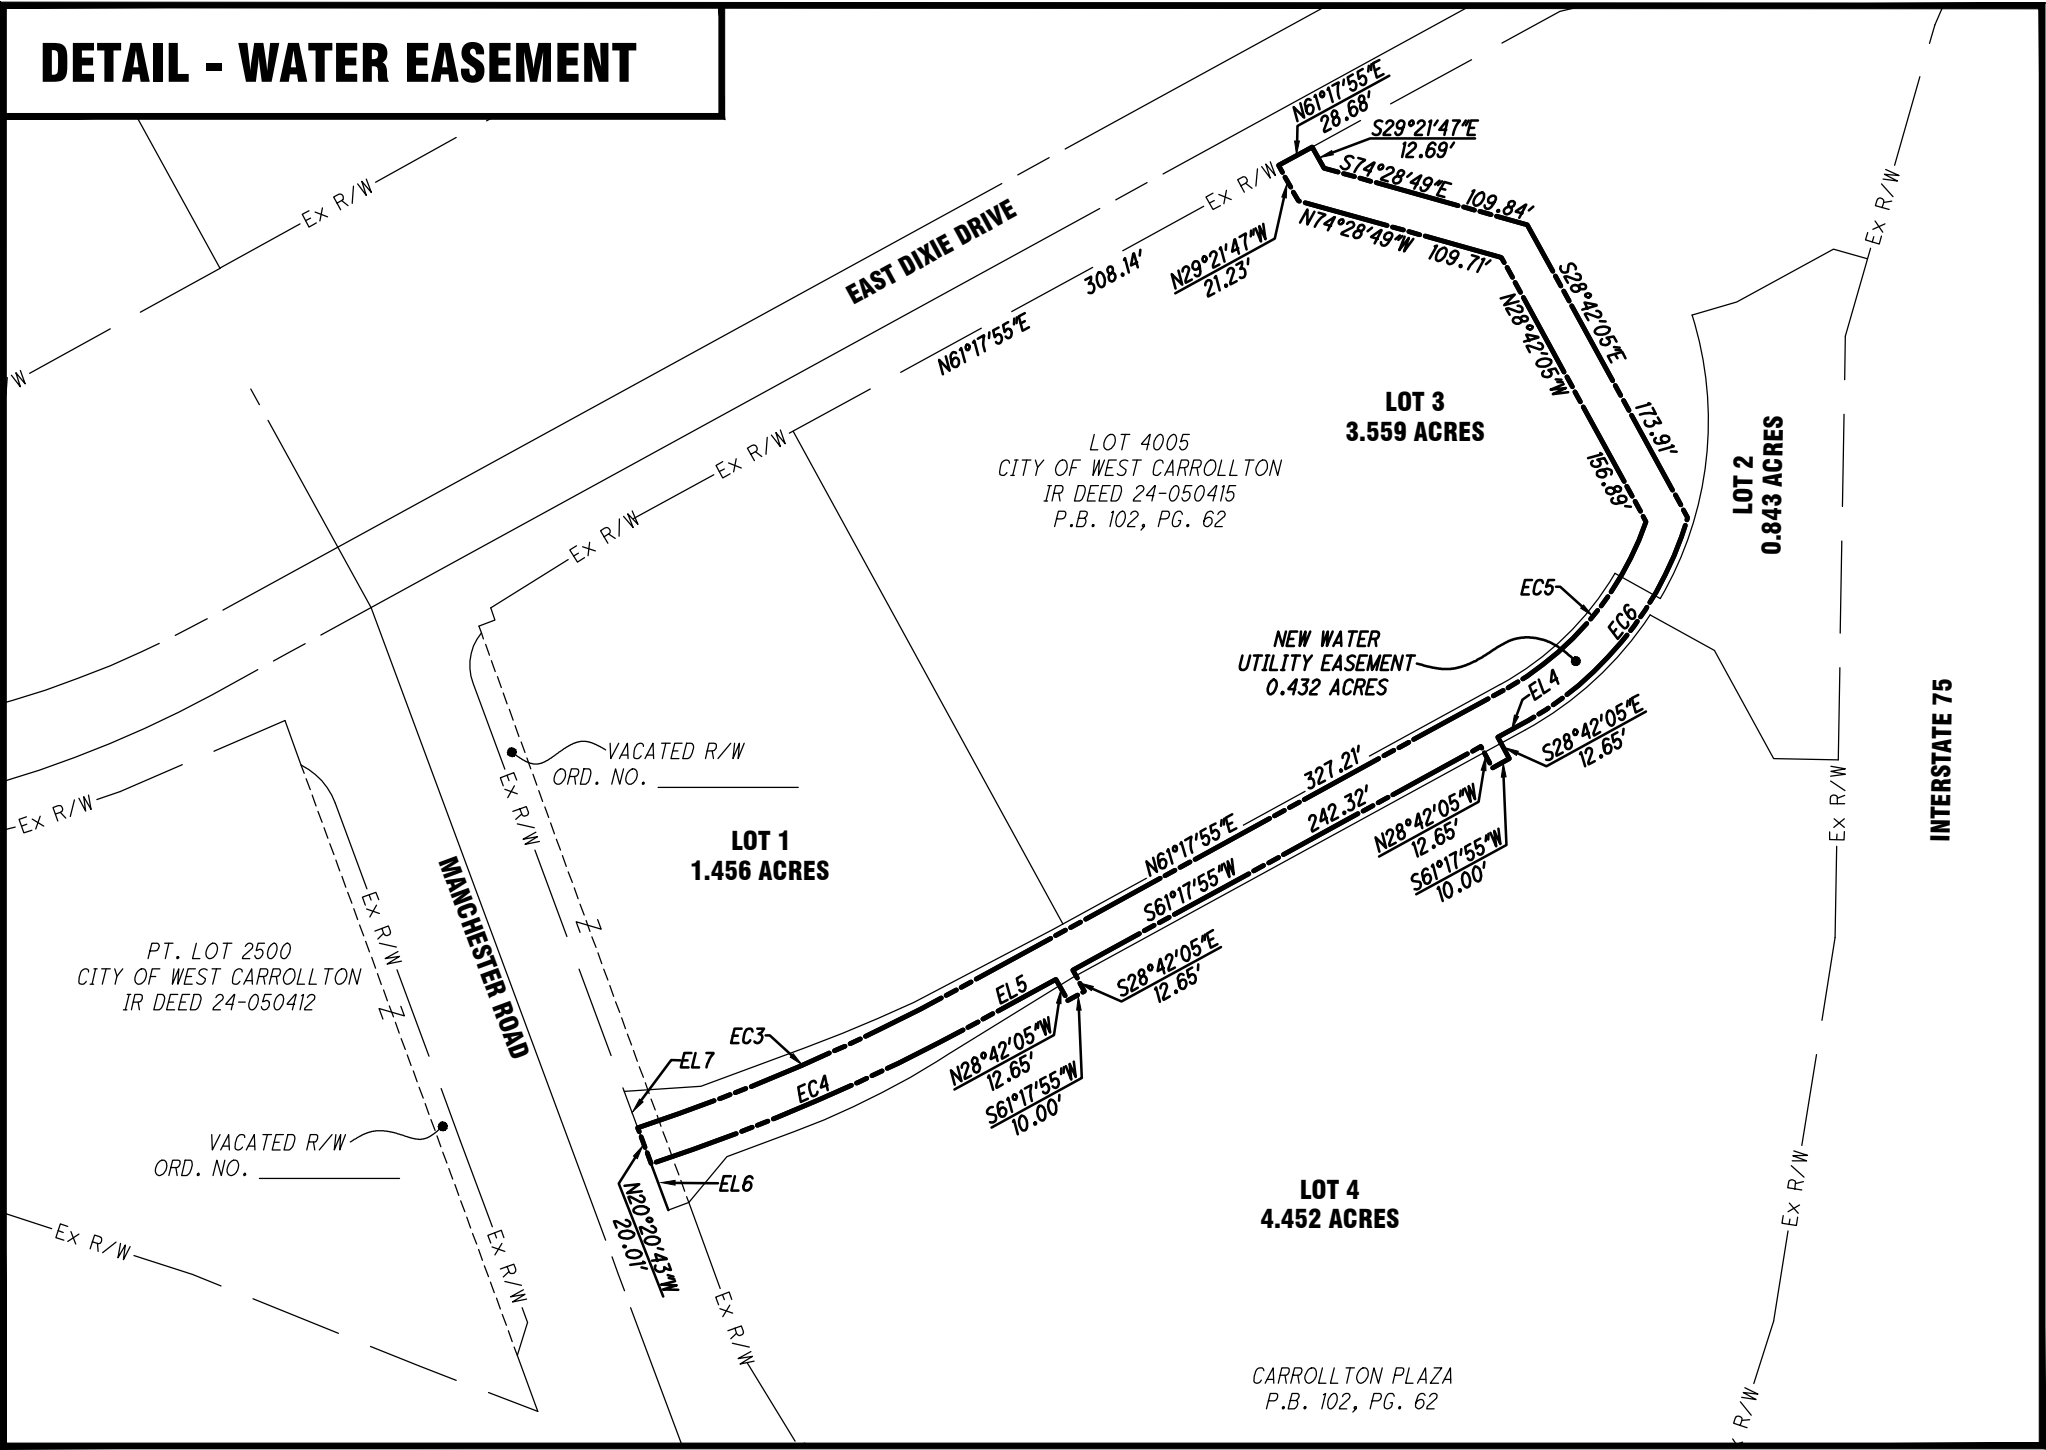 DETAIL - WATER EASEMENT
N61°17'55"E
28.68'
S29°21'47"E
12.69'
S74°28'49"E 109.84'
Ex R/W
Ex R/W
Ex R/W
N74°28'49"W 109.71'
N29°21'47"W
21.23'
EAST DIXIE DRIVE
N61°17'55"E 308.14'
S28°42'05"E 173.91'
N28°42'05"W 156.89'
W
LOT 3
3.559 ACRES
LOT 4005
CITY OF WEST CARROLLTON
IR DEED 24-050415
P.B. 102, PG. 62
LOT 2
0.843 ACRES
Ex R/W
Ex R/W
EC5
EC6
NEW WATER
UTILITY EASEMENT
0.432 ACRES
EL4
S28°42'05"E
12.65'
INTERSTATE 75
VACATED R/W
ORD. NO. __________
Ex R/W
Ex R/W
Ex R/W
N61°17'55"E 327.21'
S61°17'55"W 242.32'
N28°42'05"W
12.65'
S61°17'55"W
10.00'
LOT 1
1.456 ACRES
MANCHESTER ROAD
Z
Ex R/W
PT. LOT 2500
CITY OF WEST CARROLLTON
IR DEED 24-050412
Z
EL5
S28°42'05"E
12.65'
N28°42'05"W
12.65'
S61°17'55"W
10.00'
EC3
EL7
EC4
VACATED R/W
ORD. NO. __________
EL6
N20°20'43"W
20.01'
LOT 4
4.452 ACRES
Ex R/W
Ex R/W
Ex R/W
Ex R/W
CARROLLTON PLAZA
P.B. 102, PG. 62
x R/W